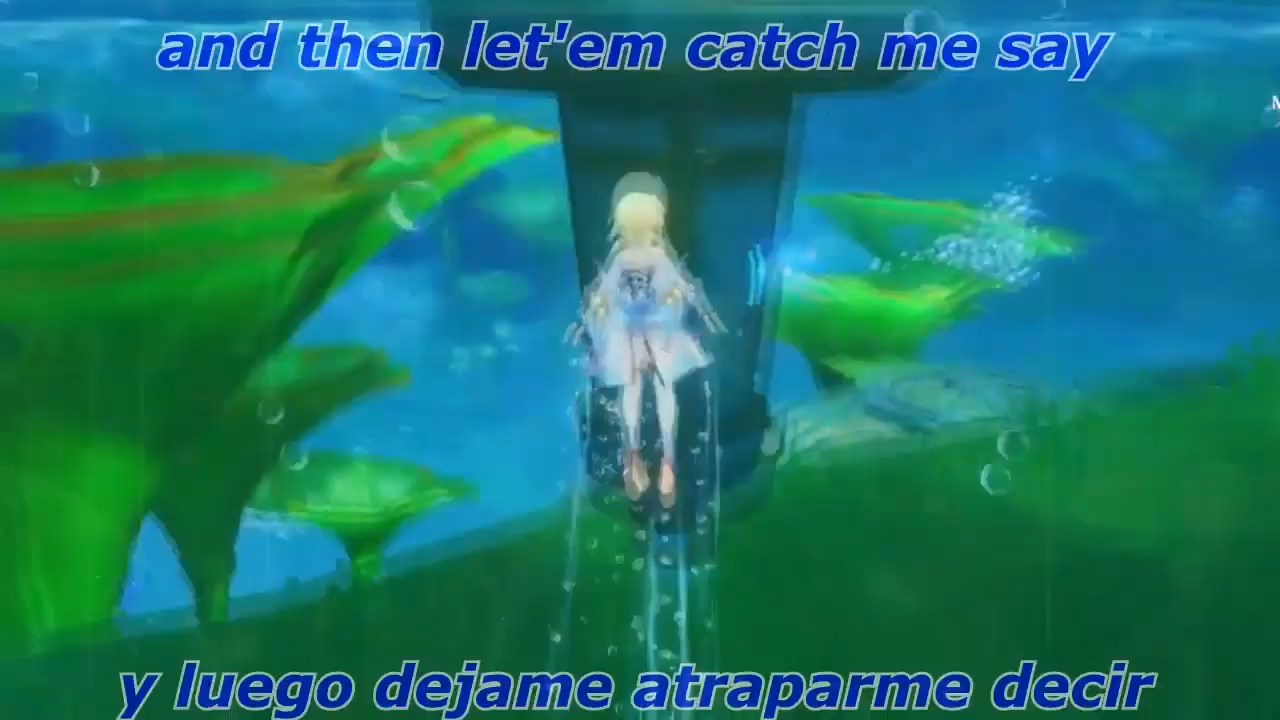 and then let'em catch me say
y luego dejame atraparme decir